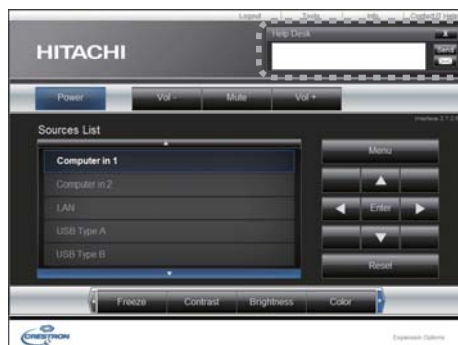 Logout Tools Info Contact IT Help
Help Desk X
Send
HITACHI
Power Vol - Mute Vol +
Sources List
Computer in 1
Computer in 2
LAN
USB Type A
USB Type B
Menu
Enter
Reset
Freeze Contrast Brightness Color
CRESTRON
Expansion Options